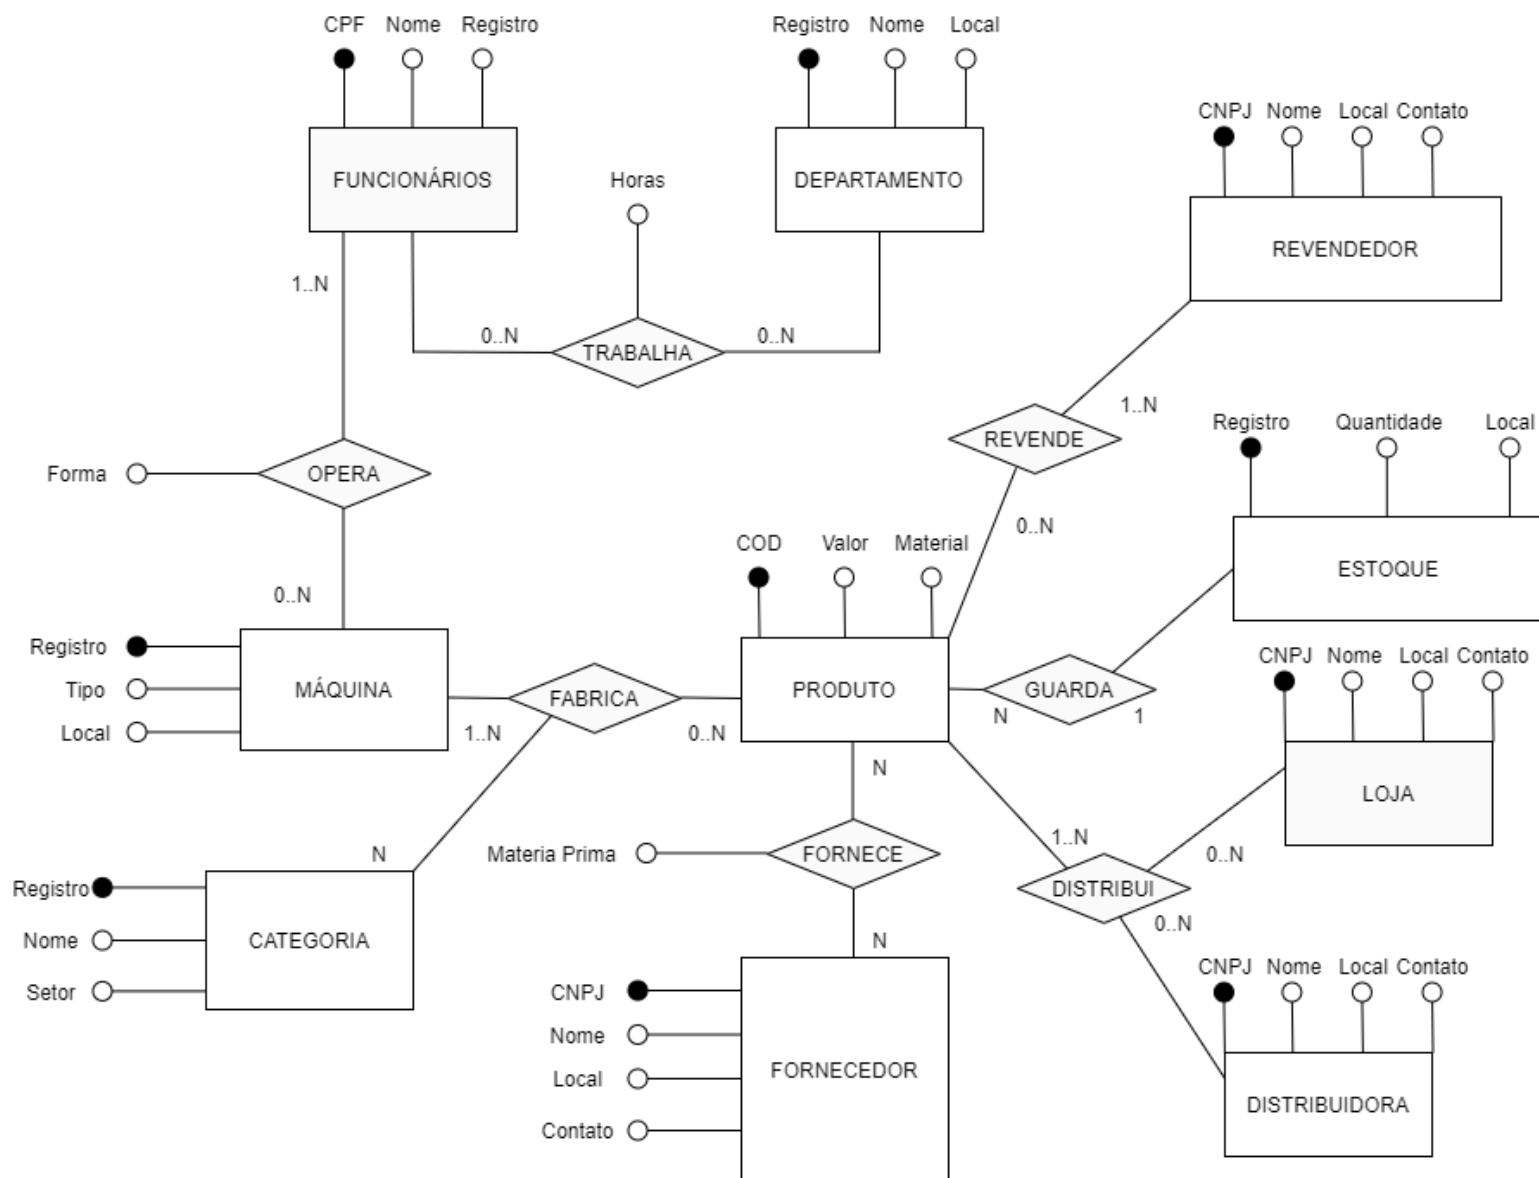 CPF Nome Registro
FUNCIONÁRIOS
Registro Nome Local
DEPARTAMENTO
Horas
CNPJ Nome Local Contato
REVENDEDOR
1..N
0..N
TRABALHA
0..N
1..N
REVENDE
0..N
Forma
OPERA
0..N
Registro Quantidade Local
ESTOQUE
COD Valor Material
PRODUTO
Registro
Tipo
Local
MÁQUINA
1..N
FABRICA
0..N
N
GUARDA
1
CNPJ Nome Local Contato
LOJA
N
Materia Prima
FORNECE
N
1..N
0..N
DISTRIBUI
0..N
N
Registro
Nome
Setor
CATEGORIA
CNPJ
Nome
Local
Contato
FORNECEDOR
CNPJ Nome Local Contato
DISTRIBUIDORA